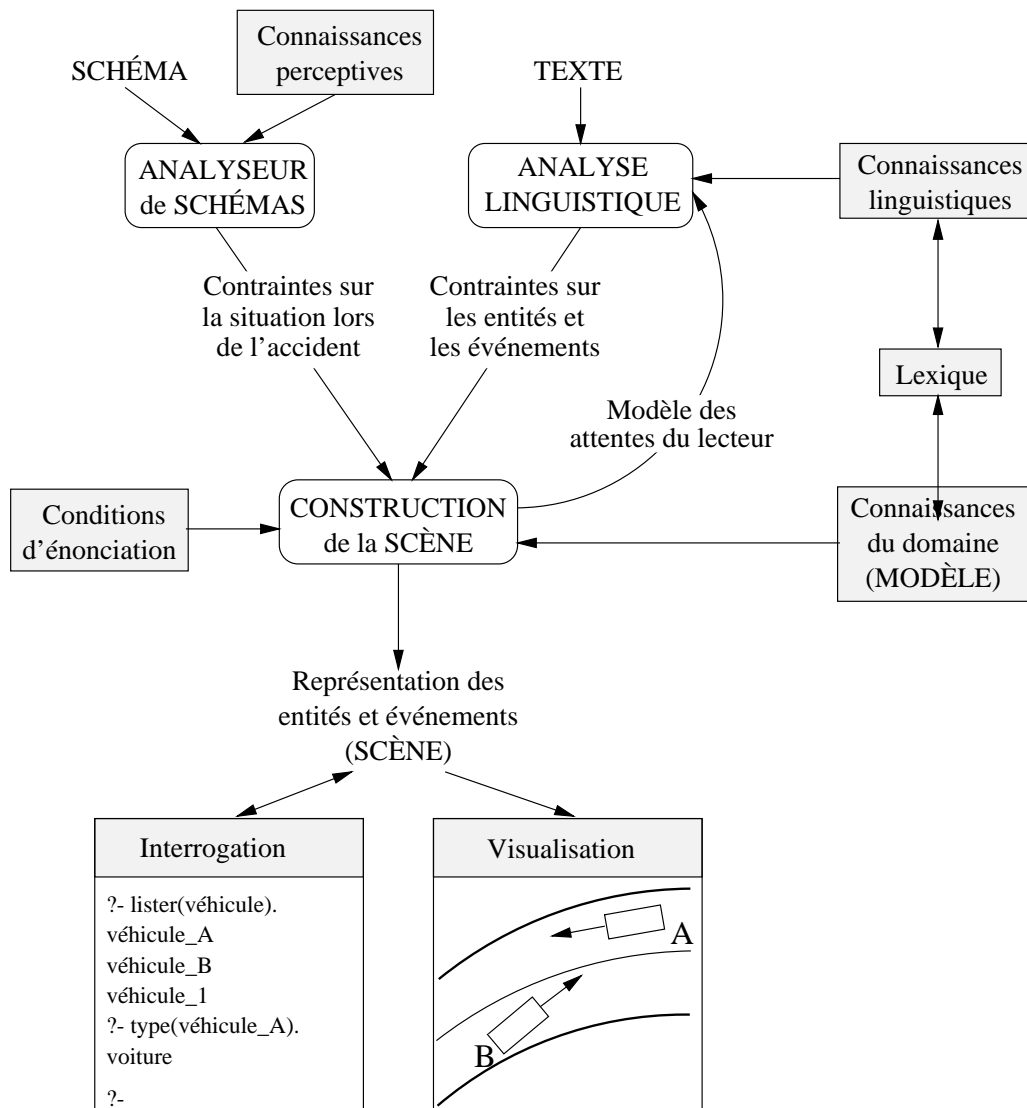 Connaissances
perceptives
SCHÉMA
TEXTE
ANALYSEUR
de SCHÉMAS
ANALYSE
LINGUISTIQUE
Connaissances
linguistiques
Contraintes sur
la situation lors
de l’accident
Contraintes sur
les entités et
les événements
Lexique
Modèle des
attentes du lecteur
Conditions
d'énonciation
CONSTRUCTION
de la SCÈNE
Connaissances
du domaine
(MODÈLE)
Représentation des
entités et événements
(SCÈNE)
Interrogation
?- lister(véhicule).
véhicule_A
véhicule_B
véhicule_1
?- type(véhicule_A).
voiture
?-
Visualisation
A
B